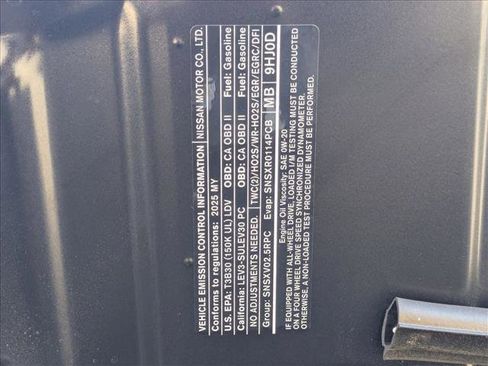 VEHICLE EMISSION CONTROL INFORMATION NISSAN MOTOR CO., LTD.
Conforms to regulations: 2025 MY
U.S. EPA: T3B30 (150K UL) LDV OBD: CA OBD II Fuel: Gasoline
California: LEV3-SULEV30 PC OBD: CA OBD II Fuel: Gasoline
NO ADJUSTMENTS NEEDED. TWC(2)/HO2S/WR-HO2S/EGR/EGRC/DFI
Group: SNSXV02.5RPC Evap: SNSXR0114PCB MB 9HJ0D
Engine Oil Viscosity: SAE 0W-20
IF EQUIPPED WITH ALL-WHEEL DRIVE, LOADED I/M TESTING MUST BE CONDUCTED
ON A FOUR WHEEL DRIVE SPEED SYNCHRONIZED DYNAMOMETER.
OTHERWISE, A NON-LOADED TEST PROCEDURE MUST BE PERFORMED.